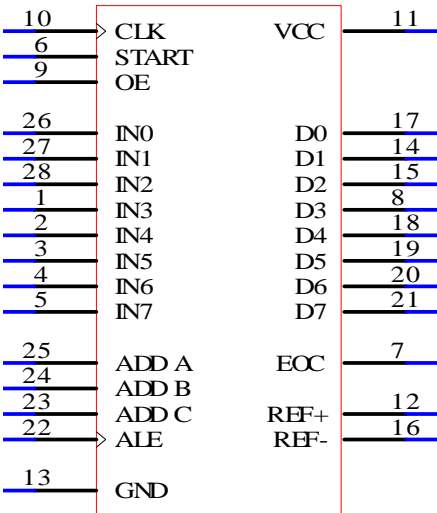 10 CLK VCC 11
6 START
9 OE
26 IN0 D0 17
27 IN1 D1 14
28 IN2 D2 15
1 IN3 D3 8
2 IN4 D4 18
3 IN5 D5 19
4 IN6 D6 20
5 IN7 D7 21
25 ADD A EOC 7
24 ADD B
23 ADD C REF+ 12
22 ALE REF- 16
13 GND